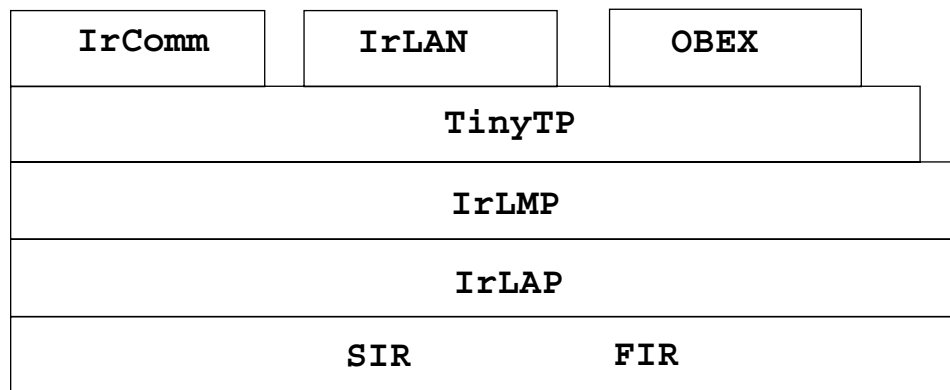 IrComm IrLAN OBEX
TinyTP
IrLMP
IrLAP
SIR FIR